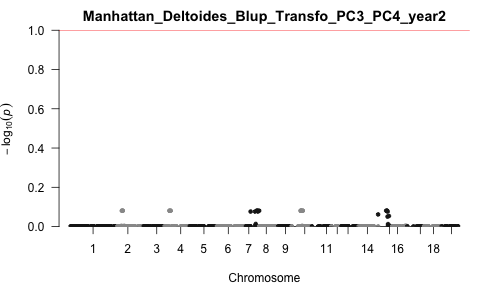 Manhattan_Deltoides_Blup_Transfo_PC3_PC4_year2
1.0
0.8
0.6
0.4
0.2
0.0
− log10(p)
1 2 3 4 5 6 7 8 9 11 14 16 18
Chromosome